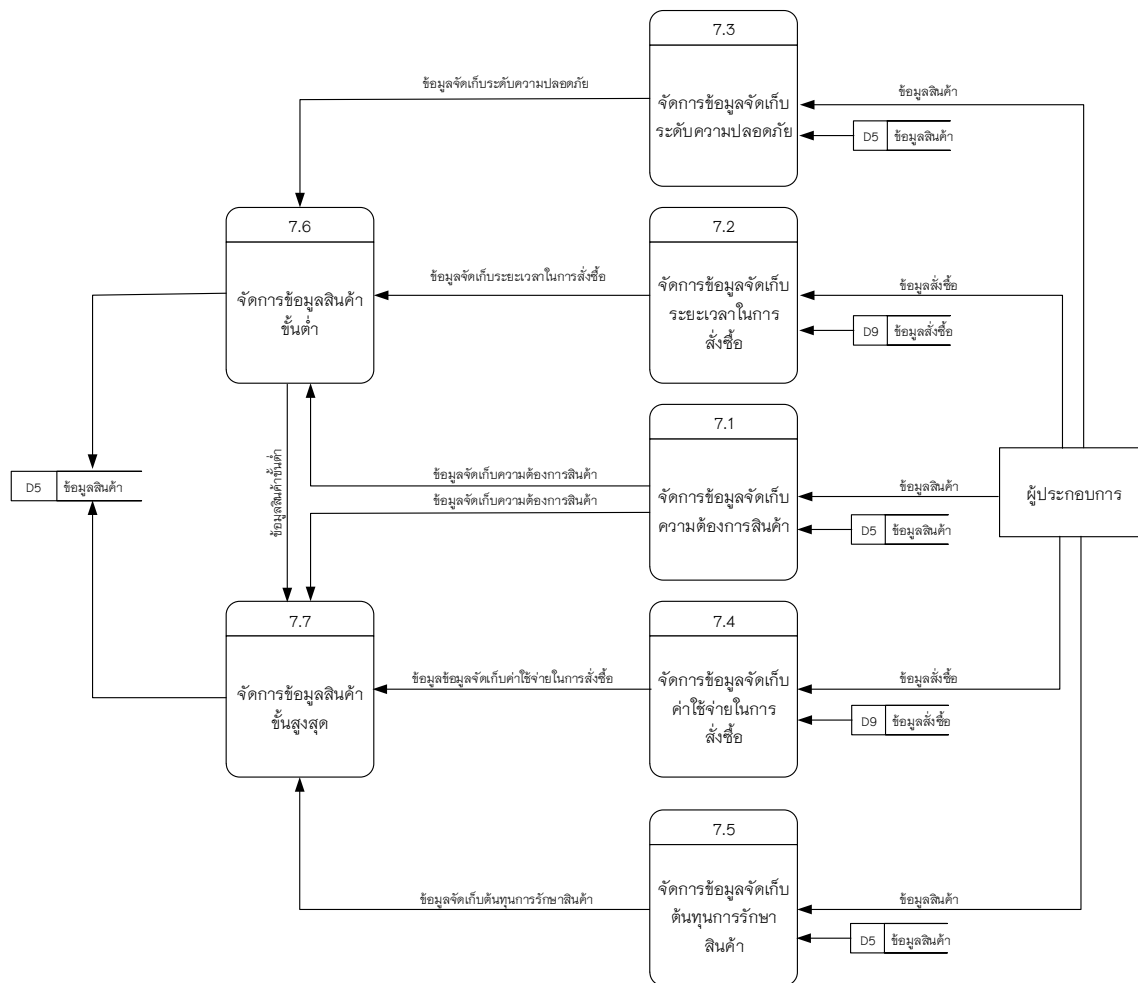 7.3
ข้อมูลจัดเก็บระดับความปลอดภัย
จัดการข้อมูลจัดเก็บ
ระดับความปลอดภัย
ข้อมูลสินค้า
D5 ข้อมูลสินค้า
7.6
จัดการข้อมูลสินค้า
ขั้นต่ำ
7.2
ข้อมูลจัดเก็บระยะเวลาในการสั่งซื้อ
จัดการข้อมูลจัดเก็บ
ระยะเวลาในการ
สั่งซื้อ
ข้อมูลสั่งซื้อ
D9 ข้อมูลสั่งซื้อ
7.1
ข้อมูลสินค้าขั้นต่ำ
ข้อมูลจัดเก็บความต้องการสินค้า
ข้อมูลจัดเก็บความต้องการสินค้า
จัดการข้อมูลจัดเก็บ
ความต้องการสินค้า
ข้อมูลสินค้า
D5 ข้อมูลสินค้า
ผู้ประกอบการ
D5 ข้อมูลสินค้า
7.7
จัดการข้อมูลสินค้า
ขั้นสูงสุด
7.4
ข้อมูลข้อมูลจัดเก็บค่าใช้จ่ายในการสั่งซื้อ
จัดการข้อมูลจัดเก็บ
ค่าใช้จ่ายในการ
สั่งซื้อ
ข้อมูลสั่งซื้อ
D9 ข้อมูลสั่งซื้อ
7.5
ข้อมูลจัดเก็บต้นทุนการรักษาสินค้า
จัดการข้อมูลจัดเก็บ
ต้นทุนการรักษา
สินค้า
ข้อมูลสินค้า
D5 ข้อมูลสินค้า